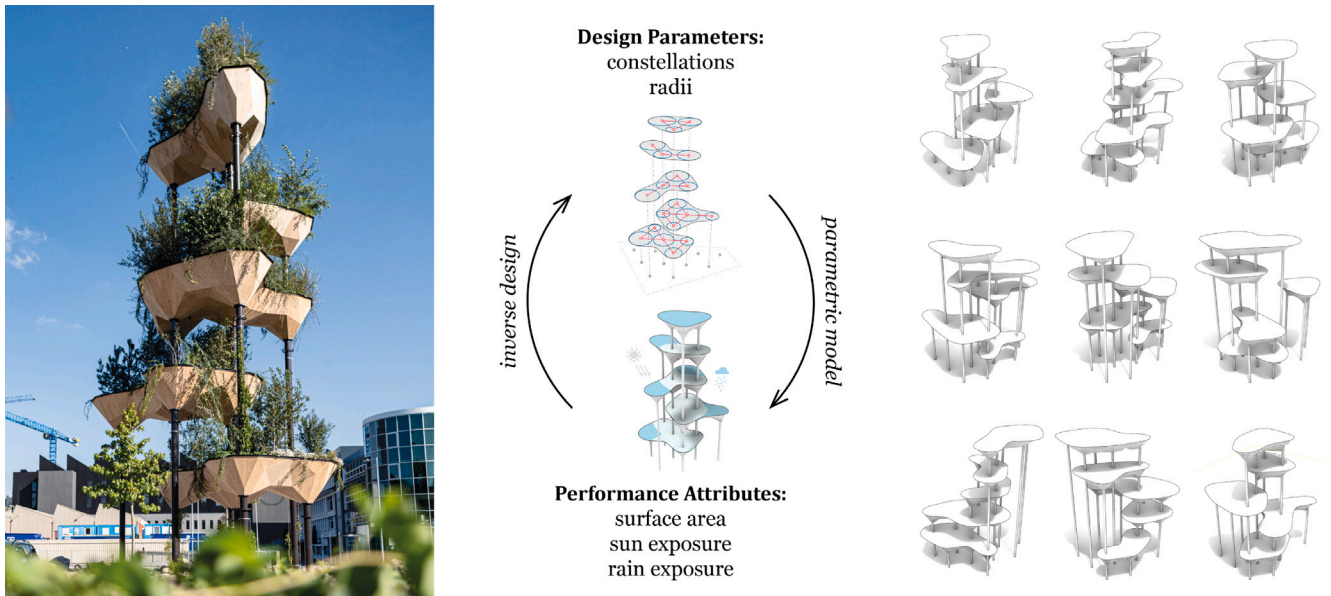 Design Parameters:
constellations
radii
inverse design
parametric model
Performance Attributes:
surface area
sun exposure
rain exposure